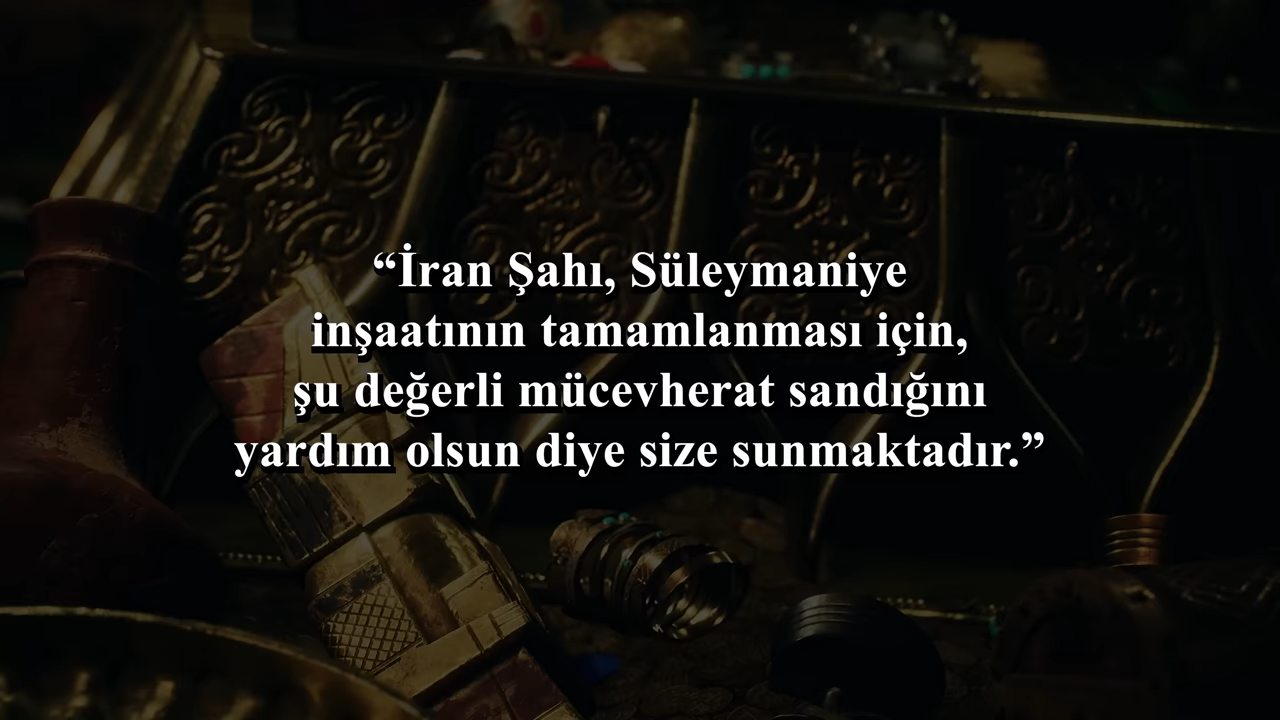 “İran Şahı, Süleymaniye
inşaatının tamamlanması için,
şu değerli mücevherat sandığını
yardım olsun diye size sunmaktadır.”